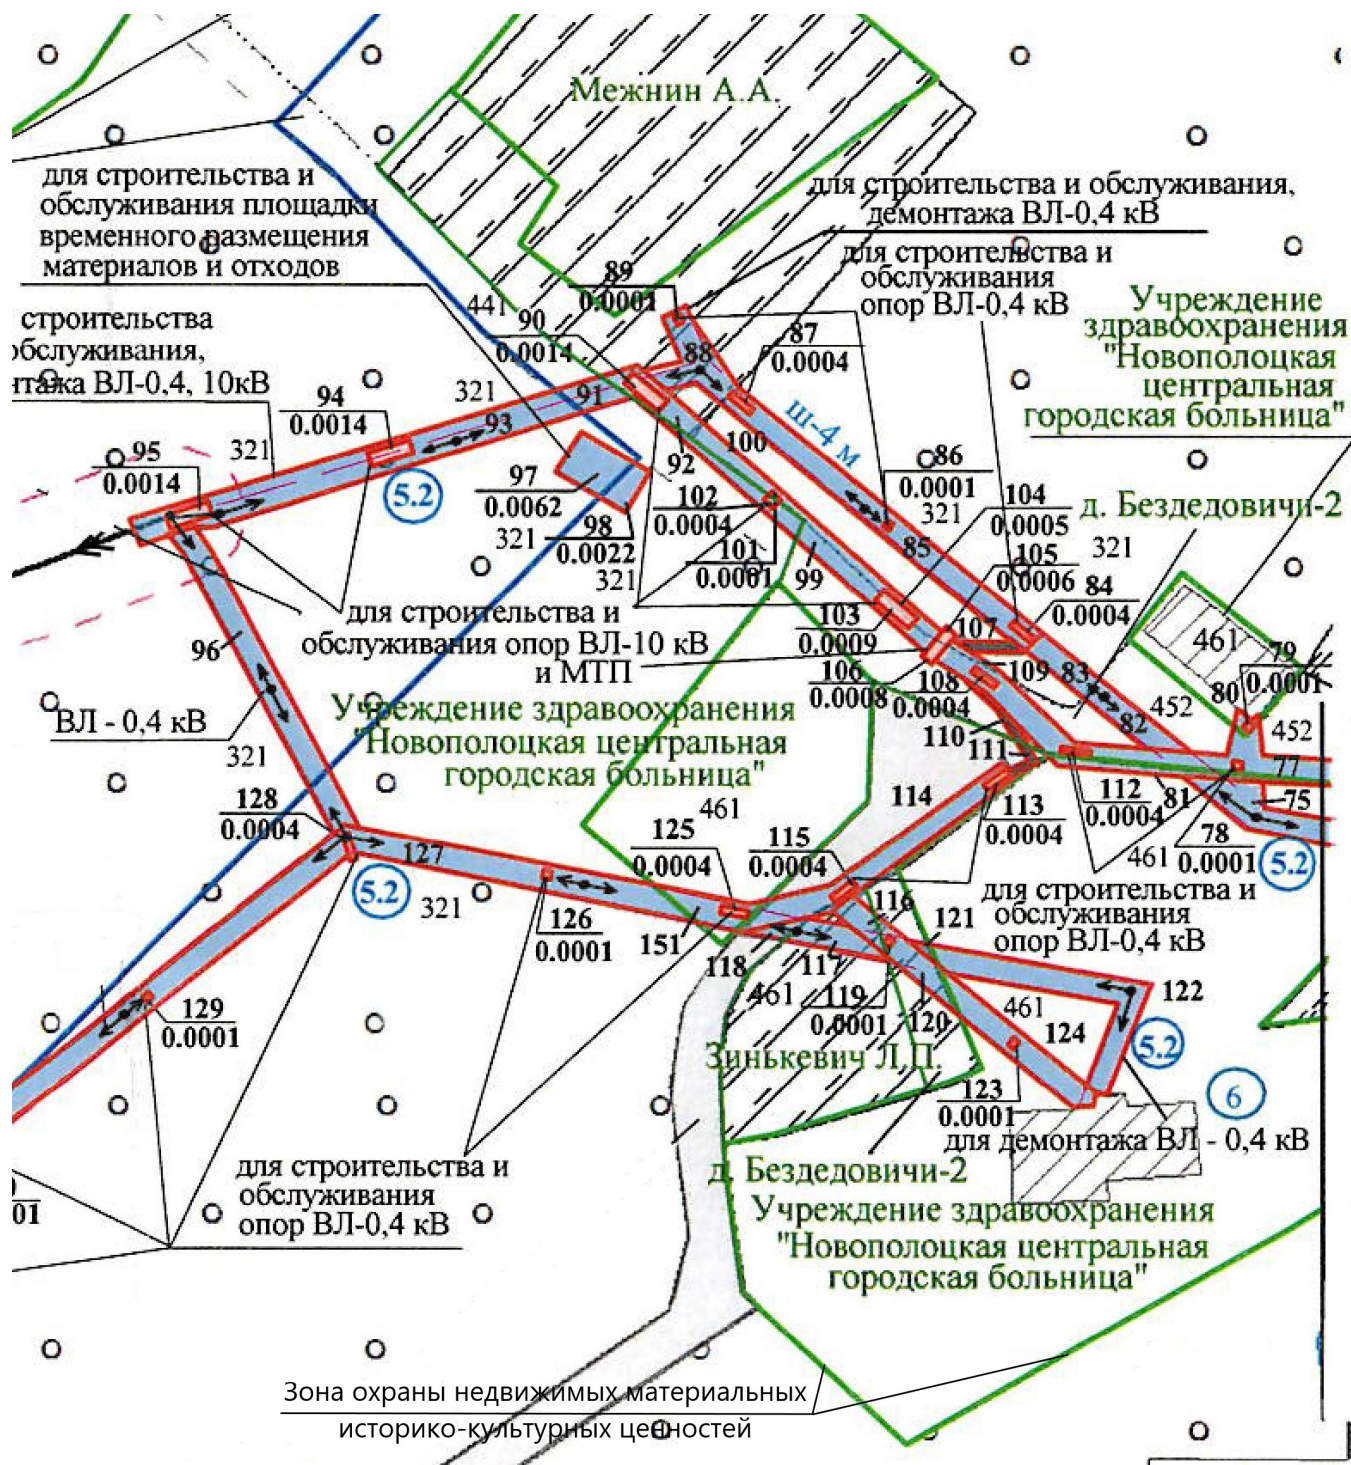 Межнин А.А.
для строительства и
обслуживания площадки
временного размещения
материалов и отходов
для строительства и обслуживания,
демонтажа ВЛ-0,4 кВ
для строительства и
обслуживания
опор ВЛ-0,4 кВ
Учреждение
здравоохранения
"Новополоцкая
центральная
городская больница"
строительства
обслуживания,
нтажа ВЛ-0,4, 10кВ
441
89
0.0001
90
0.0014
88
87
0.0004
321
91
94
0.0014
93
ш-4 м
100
92
95
0.0014
321
5.2
97
0.0062
98
0.0022
321
102
0.0004
101
0.0001
321
86
0.0001
321
104
0.0005
д. Бездедовичи-2
85
105
0.0006
321
84
0.0004
99
для строительства и
обслуживания опор ВЛ-10 кВ
и МТП
103
0.0009
107
461
79
0.0001
96
106
0.0008
108
0.0004
109
83
80
ВЛ - 0,4 кВ
Учреждение здравоохранения
"Новополоцкая центральная
городская больница"
452
82
452
110
111
321
77
114
113
0.0004
112
0.0004
81
75
78
0.0001
128
0.0004
461
125
0.0004
115
0.0004
461
5.2
127
5.2
321
для строительства и
обслуживания
опор ВЛ-0,4 кВ
116
121
126
0.0001
151
118
117
461
119
0.0001
120
461
124
122
129
0.0001
5.2
Зинькевич Л.П.
123
0.0001
6
для демонтажа ВЛ - 0,4 кВ
для строительства и
обслуживания
опор ВЛ-0,4 кВ
01
д. Бездедовичи-2
Учреждение здравоохранения
"Новополоцкая центральная
городская больница"
Зона охраны недвижимых материальных
историко-культурных ценностей